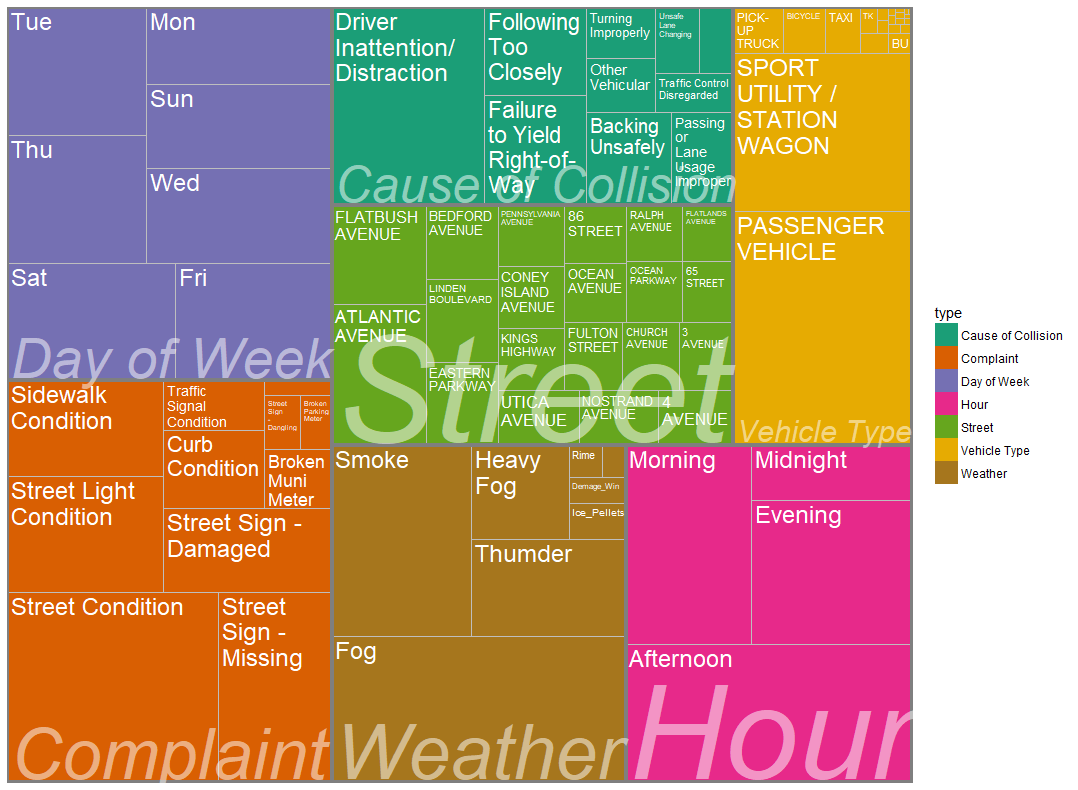 Tue
Mon
Sun
Thu
Wed
Sat
Fri
Day of Week
Driver
Inattention/
Distraction
Following
Too
Closely
Failure
to Yield
Right-of-
Way
Turning
Improperly
Unsafe
Lane
Changing
Other
Vehicular
Traffic Control
Disregarded
Backing
Unsafely
Passing
or
Lane
Usage
Improper
Cause of Collision
PICK-
UP
TRUCK
BICYCLE
TAXI
TK
BU
SPORT
UTILITY /
STATION
WAGON
PASSENGER
VEHICLE
Vehicle Type
FLATBUSH
AVENUE
ATLANTIC
AVENUE
BEDFORD
AVENUE
LINDEN
BOULEVARD
EASTERN
PARKWAY
PENNSYLVANIA
AVENUE
CONEY
ISLAND
AVENUE
KINGS
HIGHWAY
UTICA
AVENUE
86
STREET
OCEAN
AVENUE
FULTON
STREET
NOSTRAND
AVENUE
RALPH
AVENUE
OCEAN
PARKWAY
CHURCH
AVENUE
FLATLANDS
AVENUE
65
STREET
3
AVENUE
4
AVENUE
Street
Sidewalk
Condition
Street Light
Condition
Traffic
Signal
Condition
Curb
Condition
Street
Sign
-
Dangling
Broken
Parking
Meter
Broken
Muni
Meter
Street Sign -
Damaged
Street Condition
Street
Sign -
Missing
Complaint
Smoke
Heavy
Fog
Rime
Demage_Win
Ice_Pellets
Thumder
Fog
Weather
Morning
Midnight
Evening
Afternoon
Hour
type
Cause of Collision
Complaint
Day of Week
Hour
Street
Vehicle Type
Weather